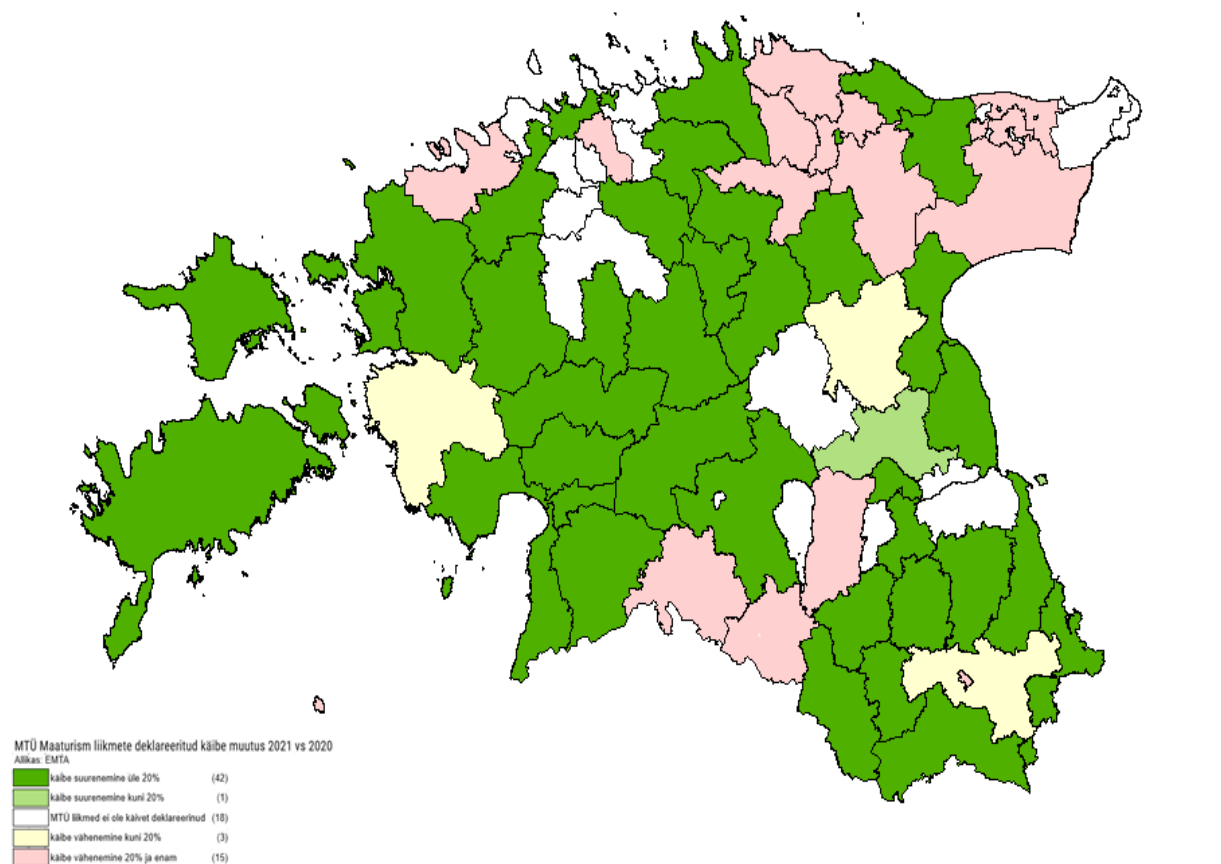 MTÜ Maaturism liikmete deklareeritud käibe muutus 2021 vs 2020
Allikas: EMTA
käibe suurenemine üle 20% (42)
käibe suurenemine kuni 20% (1)
MTÜ liikmed ei ole käivet deklareerinud (18)
käibe vähenemine kuni 20% (3)
käibe vähenemine 20% ja enam (15)